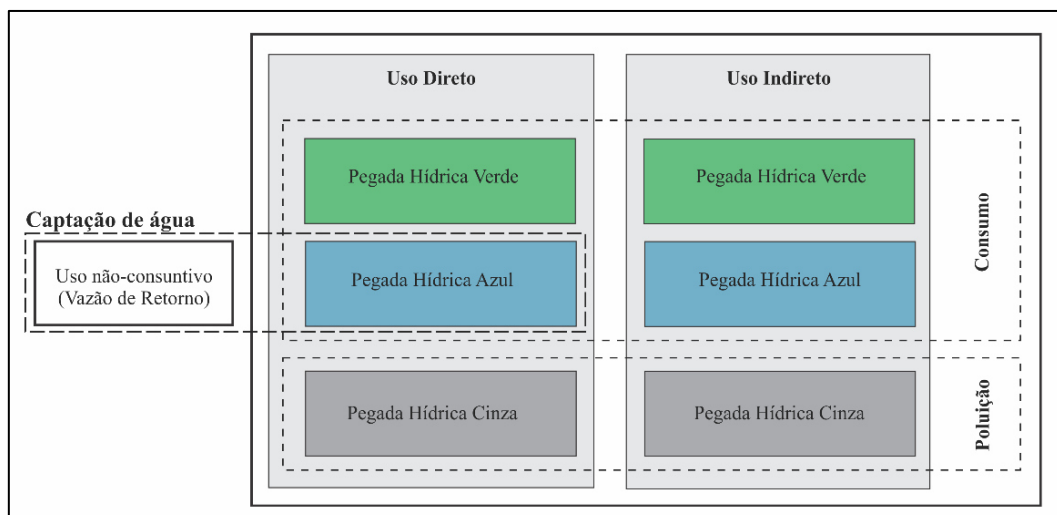 Uso Direto
Uso Indireto
Pegada Hídrica Verde
Pegada Hídrica Verde
Captação de água
Uso não-consuntivo
(Vazão de Retorno)
Pegada Hídrica Azul
Pegada Hídrica Azul
Consumo
Pegada Hídrica Cinza
Pegada Hídrica Cinza
Poluição